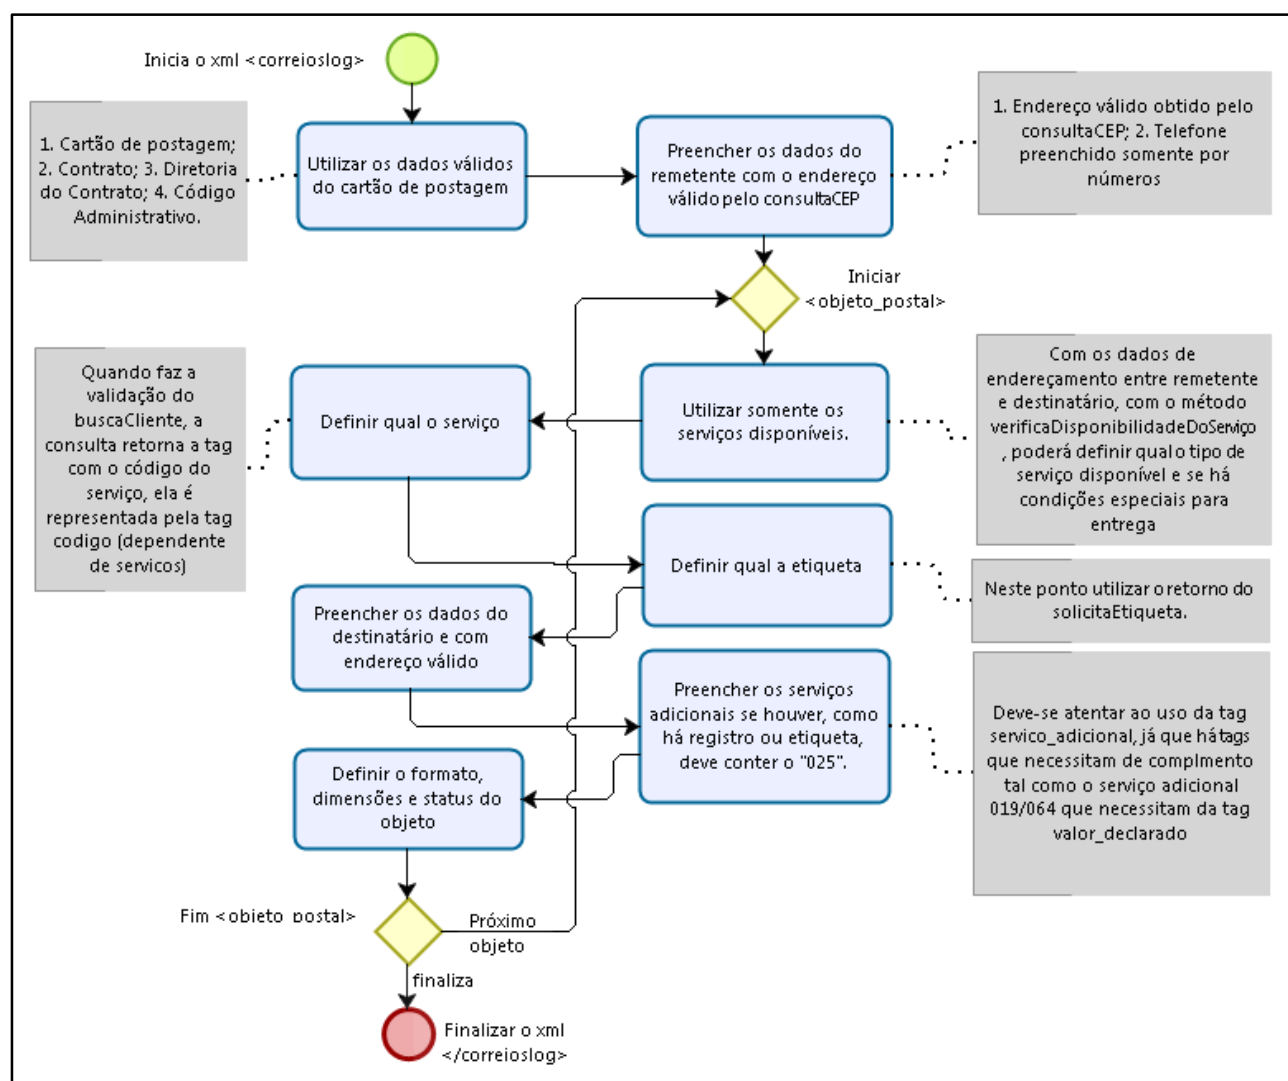 Inicia o xml <correioslog>
1. Cartão de postagem;
2. Contrato; 3. Diretoria
do Contrato; 4. Código
Administrativo.
Utilizar os dados válidos
do cartão de postagem
Preencher os dados do
remetente com o endereço
válido pelo consultaCEP
1. Endereço válido obtido pelo
consultaCEP; 2. Telefone
preenchido somente por
números
Iniciar
<objeto_postal>
Quando faz a
validação do
buscaCliente, a
consulta retorna a tag
com o código do
serviço, ela é
representada pela tag
codigo (dependente
de servicos)
Definir qual o serviço
Utilizar somente os
serviços disponíveis.
Com os dados de
endereçamento entre remetente
e destinatário, com o método
verificaDisponibilidadeDoServiço
, poderá definir qual o tipo de
serviço disponível e se há
condições especiais para
entrega
Definir qual a etiqueta
Neste ponto utilizar o retorno do
solicitaEtiqueta.
Preencher os dados do
destinatário e com
endereço válido
Preencher os serviços
adicionais se houver, como
há registro ou etiqueta,
deve conter o "025".
Deve-se atentar ao uso da tag
servico_adicional, já que há tags
que necessitam de complmento
tal como o serviço adicional
019/064 que necessitam da tag
valor_declarado
Definir o formato,
dimensões e status do
objeto
Fim <objeto_postal>
Próximo
objeto
finaliza
Finalizar o xml
</correioslog>